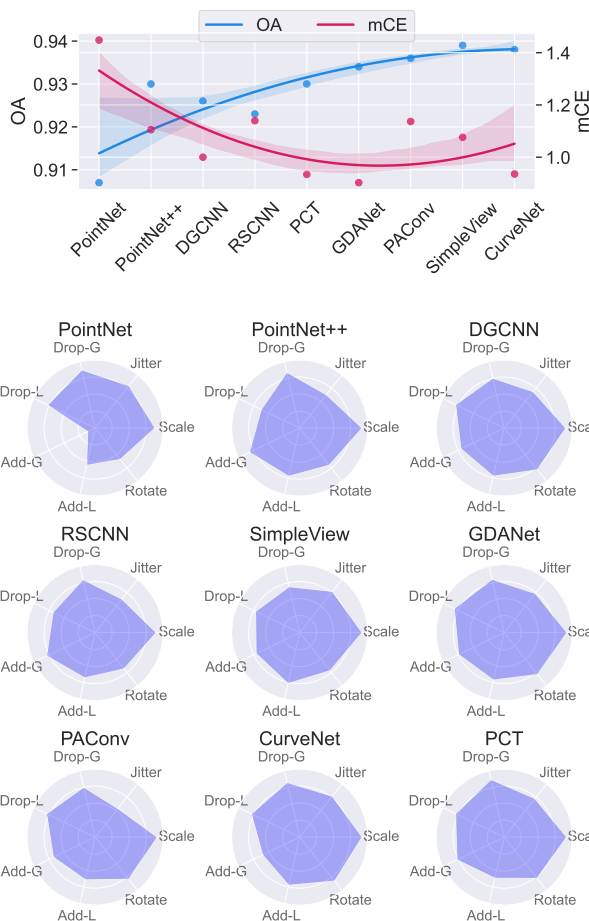 OA
mCE
0.94
0.93
0.92
0.91
OA
1.4
1.2
1.0
mCE
PointNet
PointNet++
DGCNN
RSCNN
PCT
GDANet
PAConv
SimpleView
CurveNet
PointNet
PointNet++
DGCNN
Drop-G
Jitter
Drop-L
Scale
Add-G
Add-L
Rotate
Drop-G
Jitter
Drop-L
Scale
Add-G
Add-L
Rotate
Drop-G
Jitter
Drop-L
Sca
Add-G
Add-L
Rotate
RSCNN
SimpleView
GDANet
Drop-G
Jitter
Drop-L
Scale
Add-G
Add-L
Rotate
Drop-G
Jitter
Drop-L
Scale
Add-G
Add-L
Rotate
Drop-G
Jitter
Drop-L
Sca
Add-G
Add-L
Rotate
PAConv
CurveNet
PCT
Drop-G
Jitter
Drop-L
Scale
Add-G
Add-L
Rotate
Drop-G
Jitter
Drop-L
Scale
Add-G
Add-L
Rotate
Drop-G
Jitter
Drop-L
Sca
Add-G
Add-L
Rotate